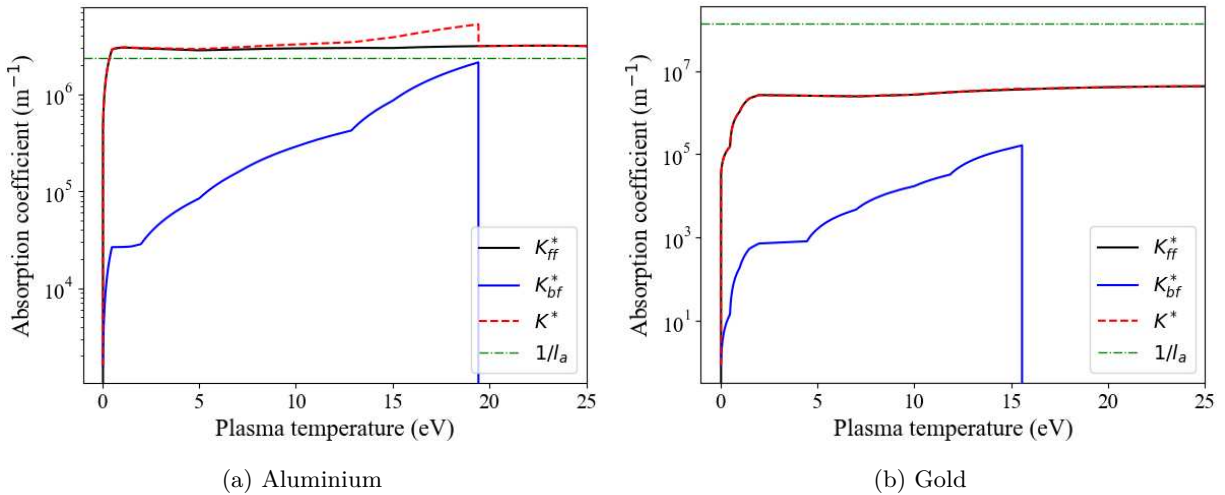 Absorption coefficient (m⁻¹)
10⁶
10⁵
10⁴
0 5 10 15 20 25
Plasma temperature (eV)
K*ff
K*bf
K*
1/lₐ
(a) Aluminium
Absorption coefficient (m⁻¹)
10⁷
10⁵
10³
10¹
0 5 10 15 20 25
Plasma temperature (eV)
K*ff
K*bf
K*
1/lₐ
(b) Gold